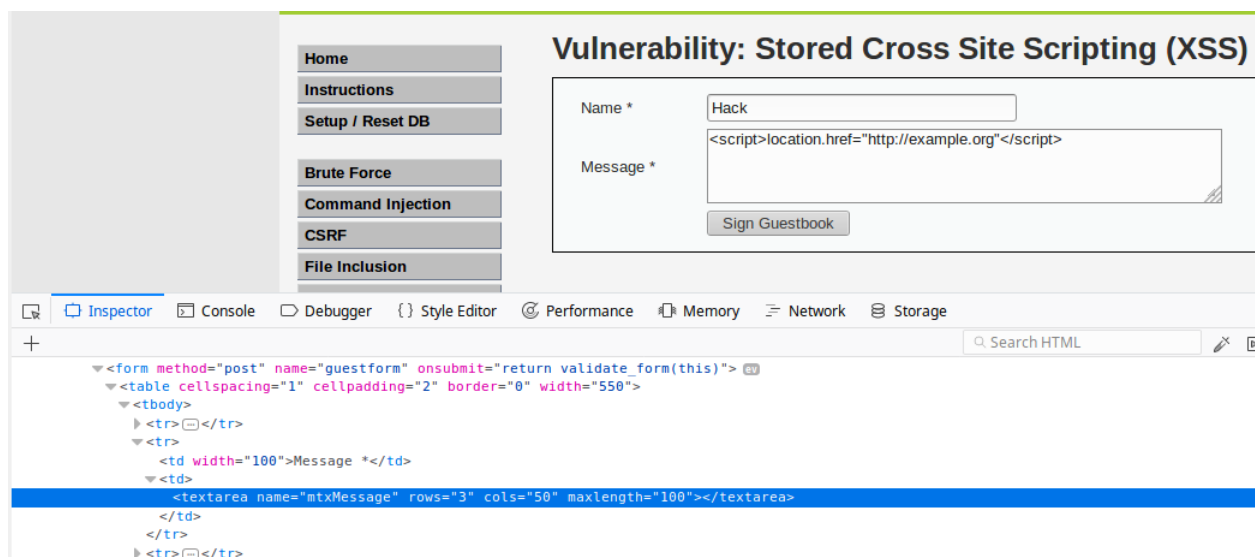 Vulnerability: Stored Cross Site Scripting (XSS)
Home
Instructions
Setup / Reset DB
Brute Force
Command Injection
CSRF
File Inclusion
Name *
Hack
Message *
<script>location.href="http://example.org"</script>
Sign Guestbook
Inspector Console Debugger {} Style Editor Performance Memory Network Storage
+ Search HTML
<form method="post" name="guestform" onsubmit="return validate_form(this)"> ev
<table cellspacing="1" cellpadding="2" border="0" width="550">
<tbody>
<tr>…</tr>
<tr>
<td width="100">Message *</td>
<td>
<textarea name="mtxMessage" rows="3" cols="50" maxlength="100"></textarea>
</td>
</tr>
<tr>…</tr>